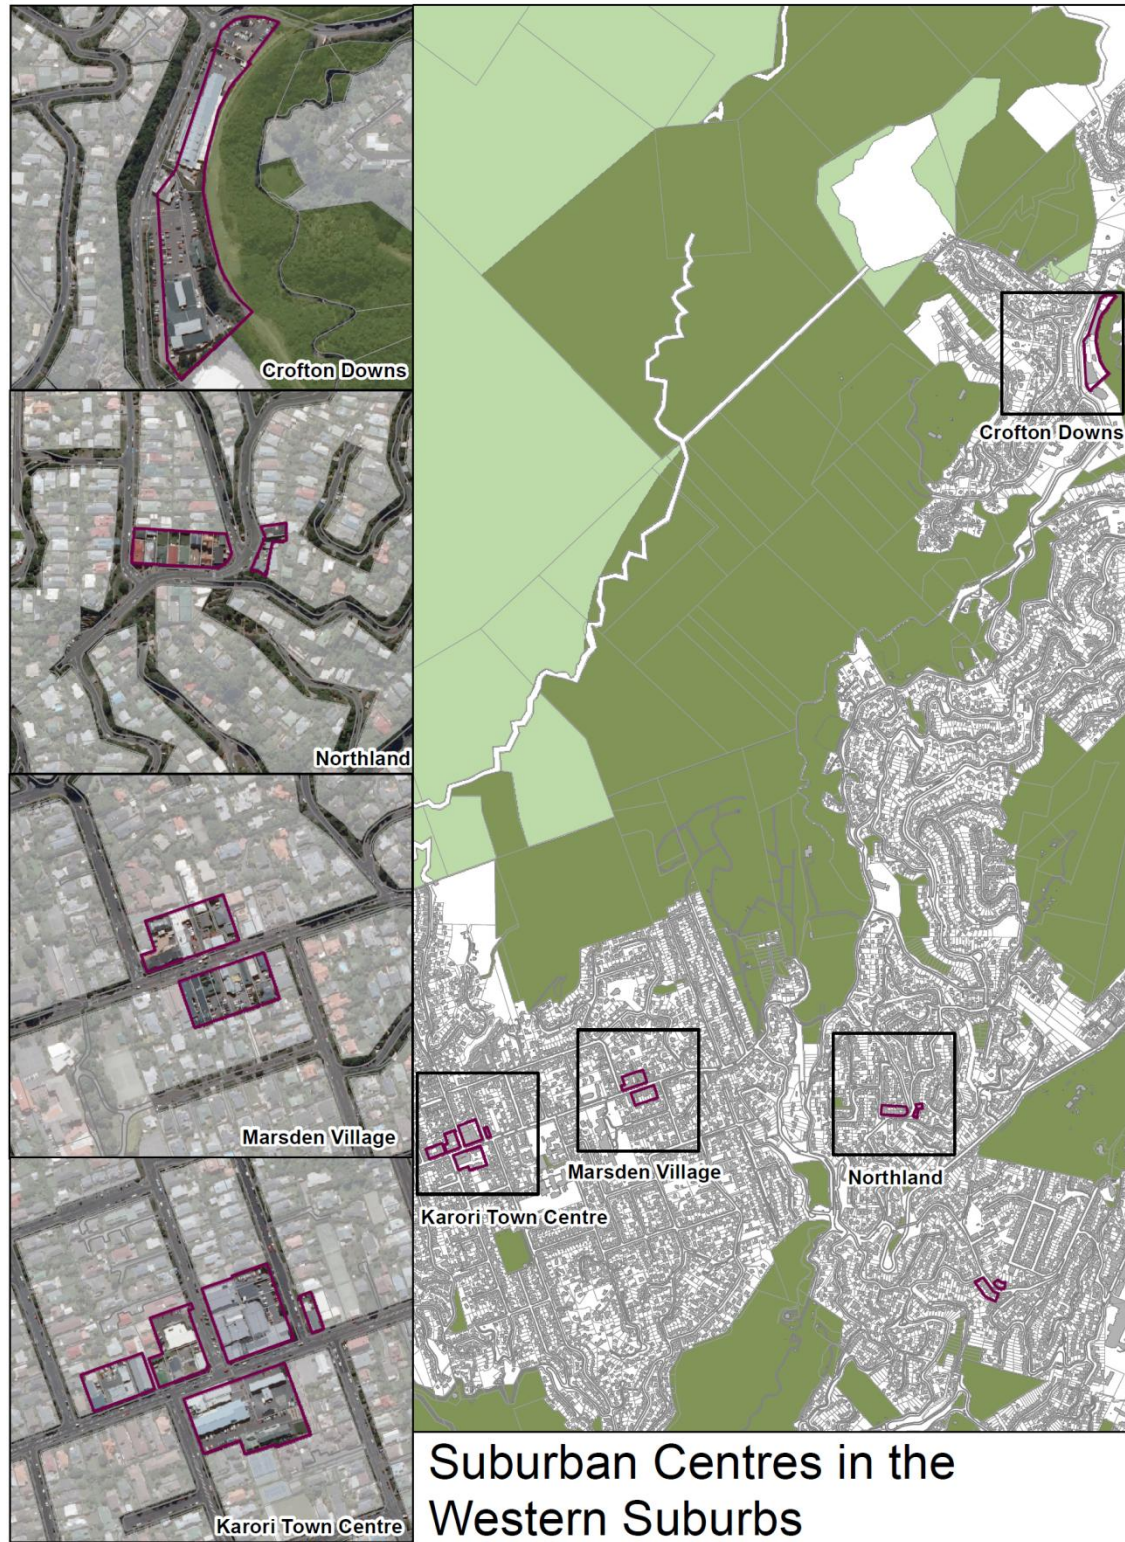 Crofton Downs
Northland
Marsden Village
Karori Town Centre
Crofton Downs
Marsden Village
Northland
Karori Town Centre
Suburban Centres in the
Western Suburbs